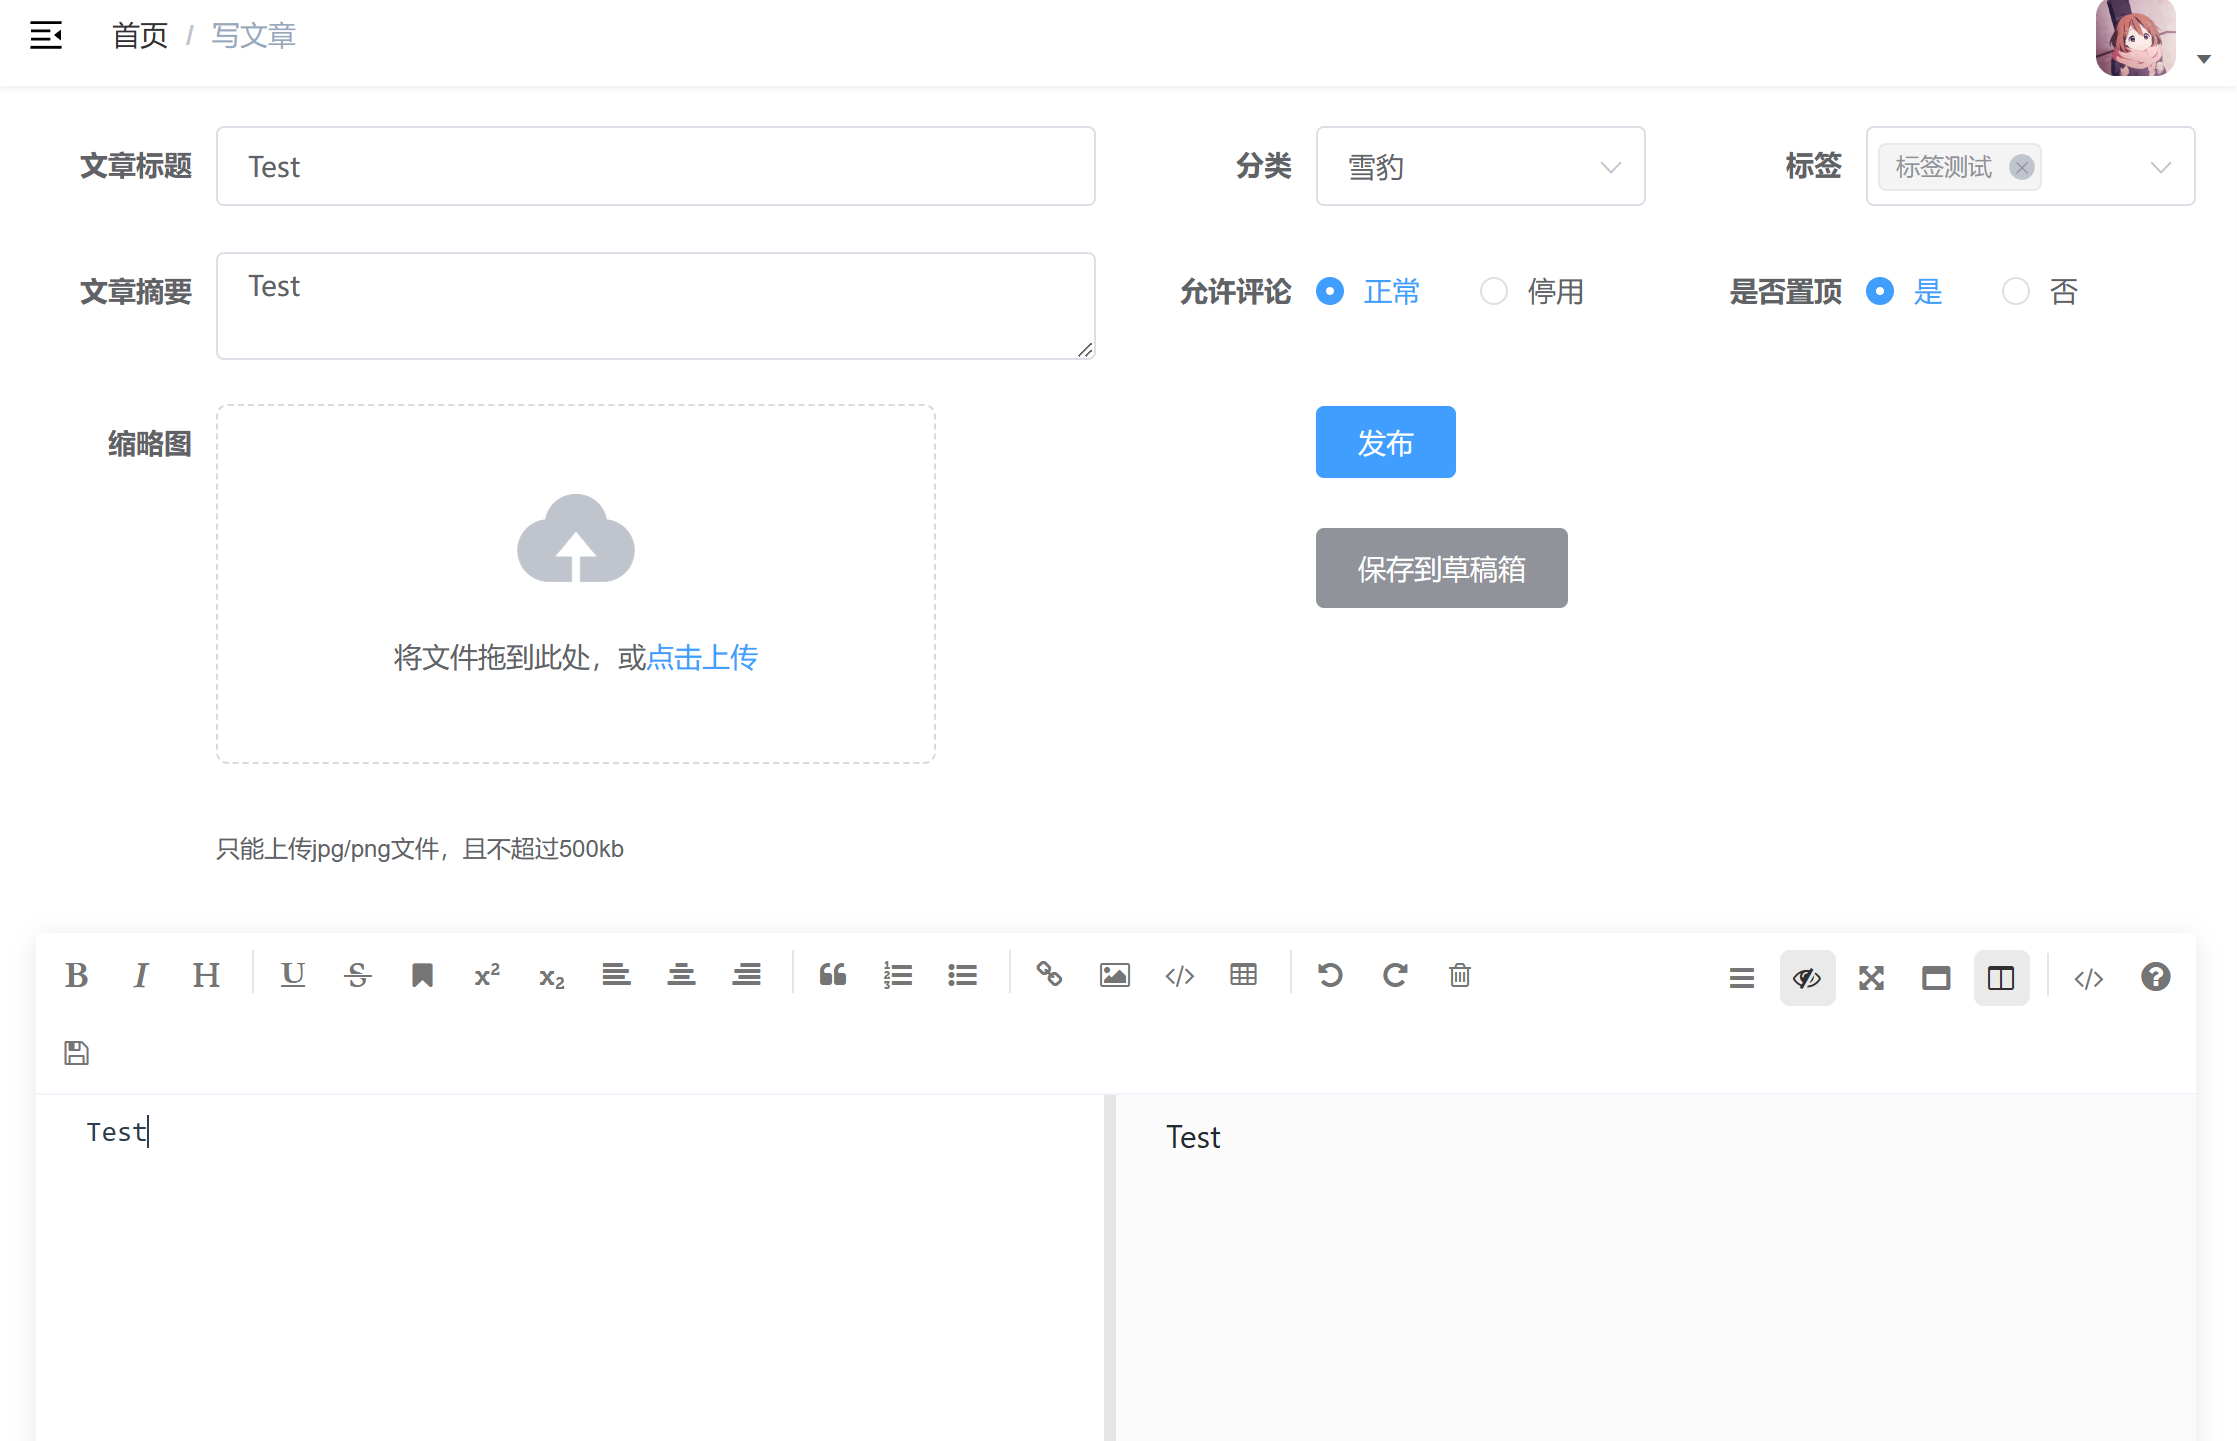 首页 / 写文章
文章标题 Test 分类 雪豹 标签 标签测试
文章摘要 Test 允许评论 正常 停用 是否置顶 是 否
缩略图 发布
保存到草稿箱
将文件拖到此处，或点击上传
只能上传jpg/png文件，且不超过500kb
B I H U S x² x₂
Test
Test